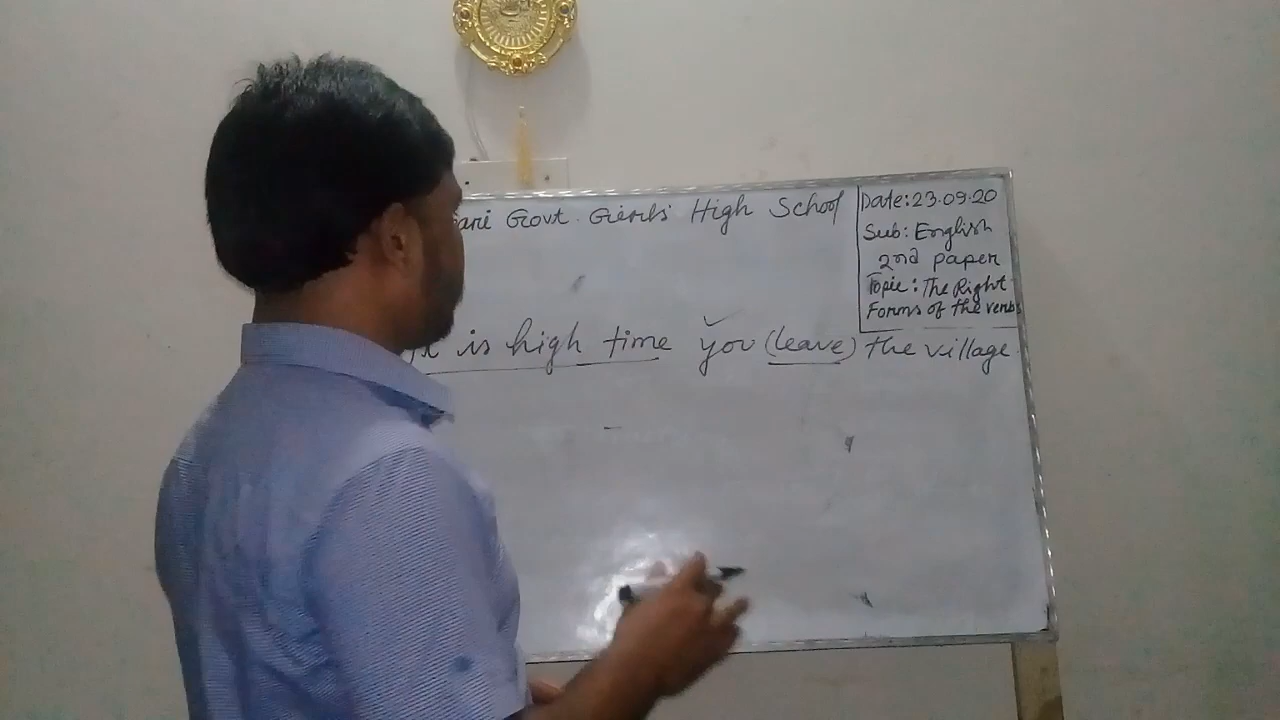 Govt. Girls' High School
Date: 23.09.20
Sub: English
2nd paper
Topic: The Right
Forms of the verbs
is high time you (leave) the village.